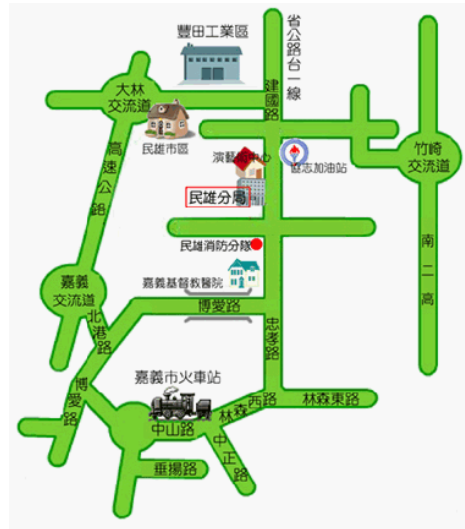 豐田工業區
省公路台一線
大林
交流道
建國路
民雄市區
演藝術中心
協志加油站
竹崎
交流道
高速公路
民雄分局
民雄消防分隊
南二高
嘉義基督教醫院
嘉義
交流道
博愛路
北港路
忠孝路
嘉義市火車站
博愛路
林森西路
林森東路
中山路
中正路
垂揚路